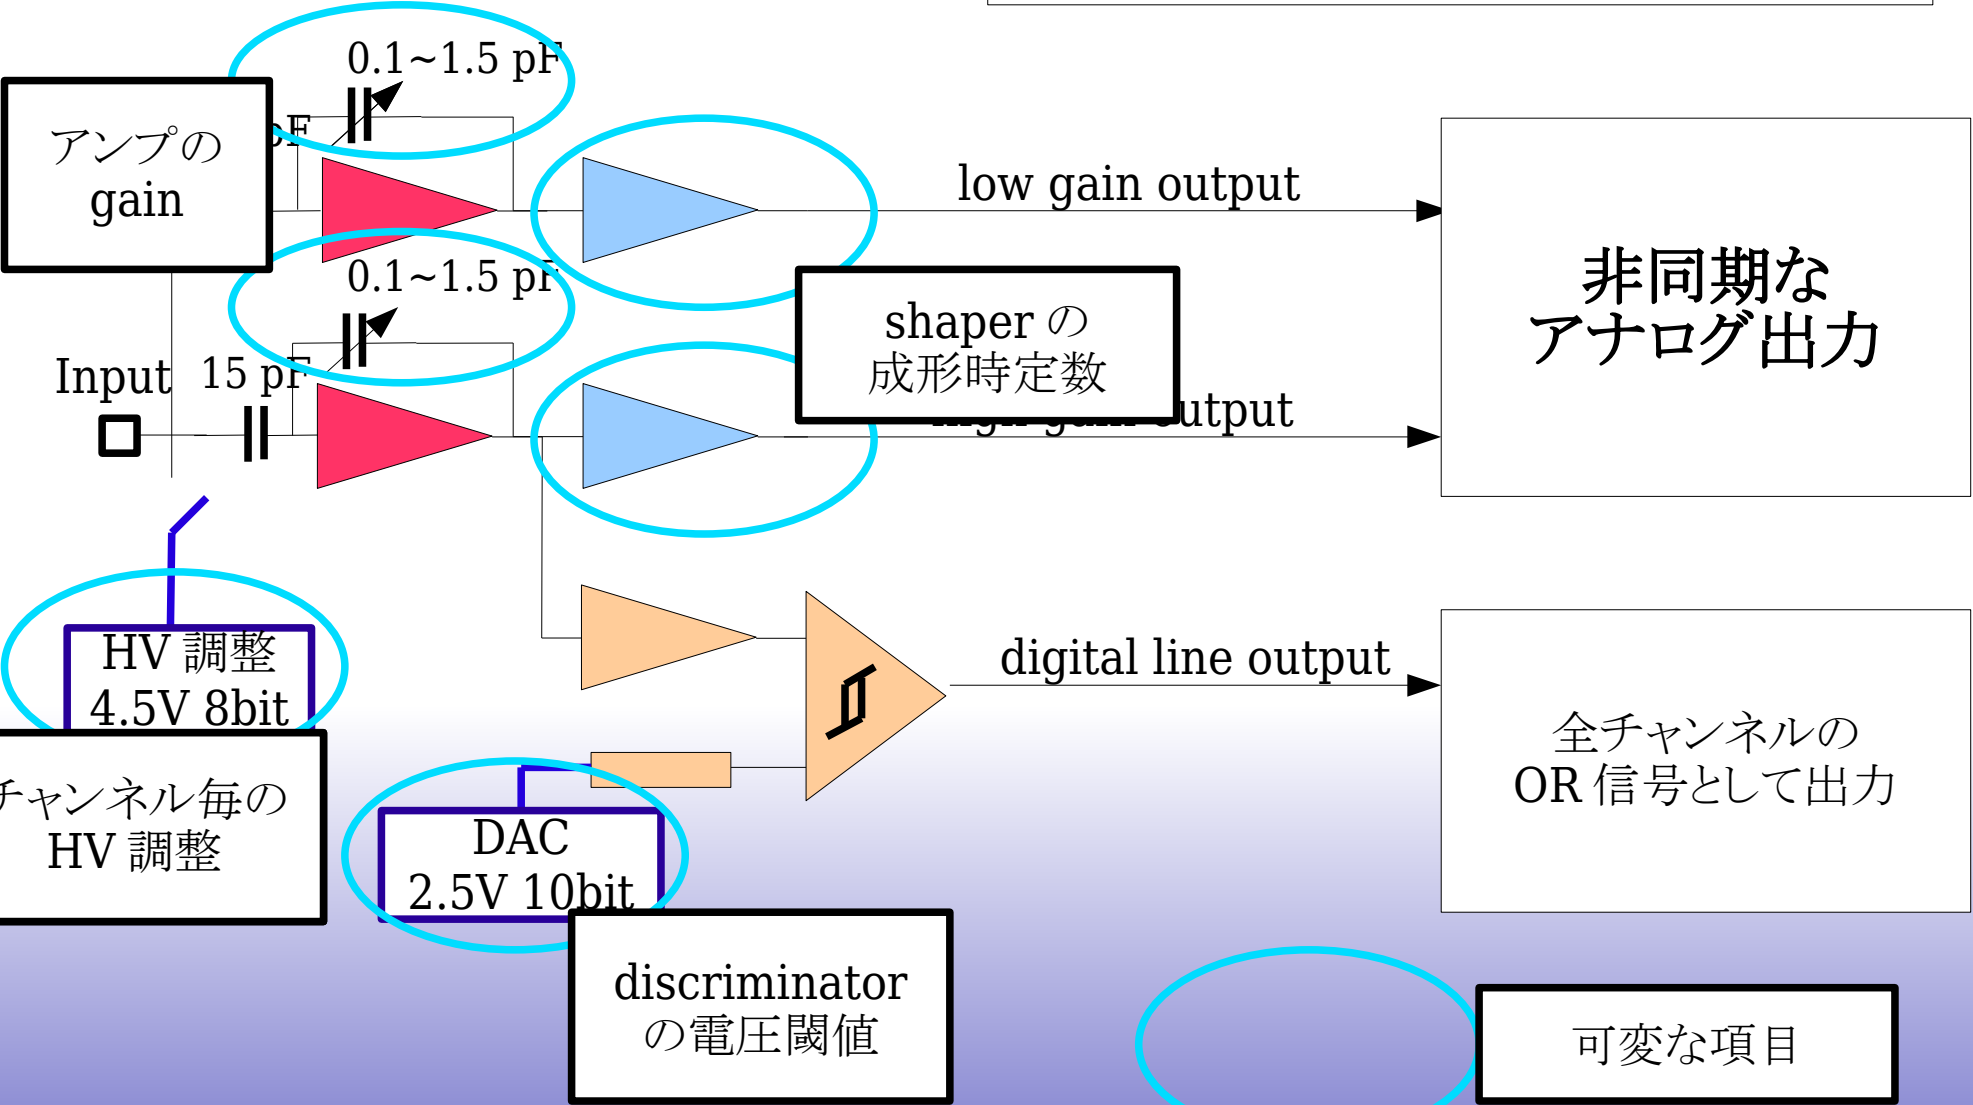 0.1~1.5 pF
アンプの
gain
pF
low gain output
非同期な
アナログ出力
0.1~1.5 pF
shaper の
成形時定数
Input
15 pF
utput
HV 調整
4.5V 8bit
digital line output
全チャンネルの
OR 信号として出力
チャンネル毎の
HV 調整
DAC
2.5V 10bit
discriminator
の電圧閾値
可変な項目